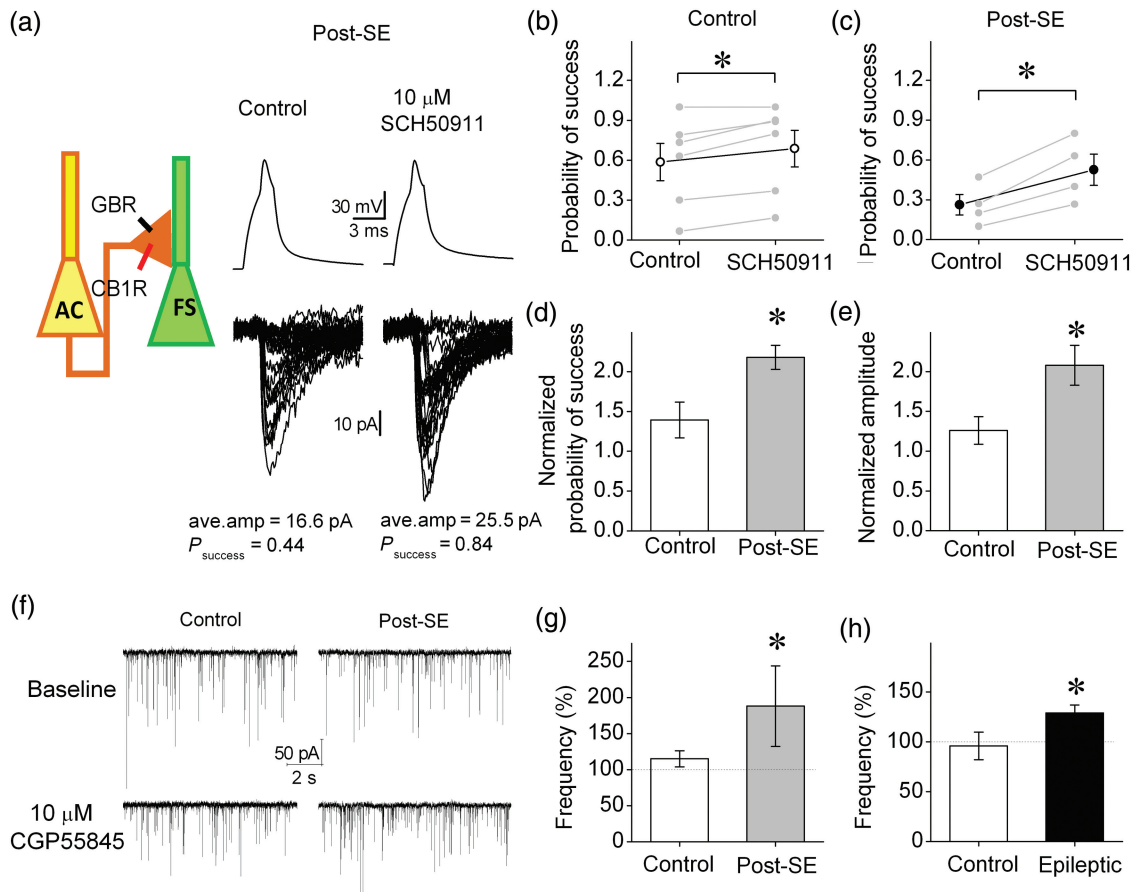 (a)
Post-SE
Control
10 μM
SCH50911
GBR
CB1R
AC
FS
30 mV
3 ms
10 pA
ave.amp = 16.6 pA
Psuccess = 0.44
ave.amp = 25.5 pA
Psuccess = 0.84
(b)
Control
Probability of success
1.2
0.9
0.6
0.3
0.0
*
Control
SCH50911
(c)
Post-SE
Probability of success
1.2
0.9
0.6
0.3
0.0
*
Control
SCH50911
(d)
Normalized
probability of success
2.0
1.5
1.0
0.5
0.0
*
Control
Post-SE
(e)
Normalized amplitude
2.0
1.5
1.0
0.5
0.0
*
Control
Post-SE
(f)
Control
Post-SE
Baseline
50 pA
2 s
10 μM
CGP55845
(g)
Frequency (%)
250
200
150
100
50
0
*
Control
Post-SE
(h)
Frequency (%)
150
100
50
0
*
Control
Epileptic